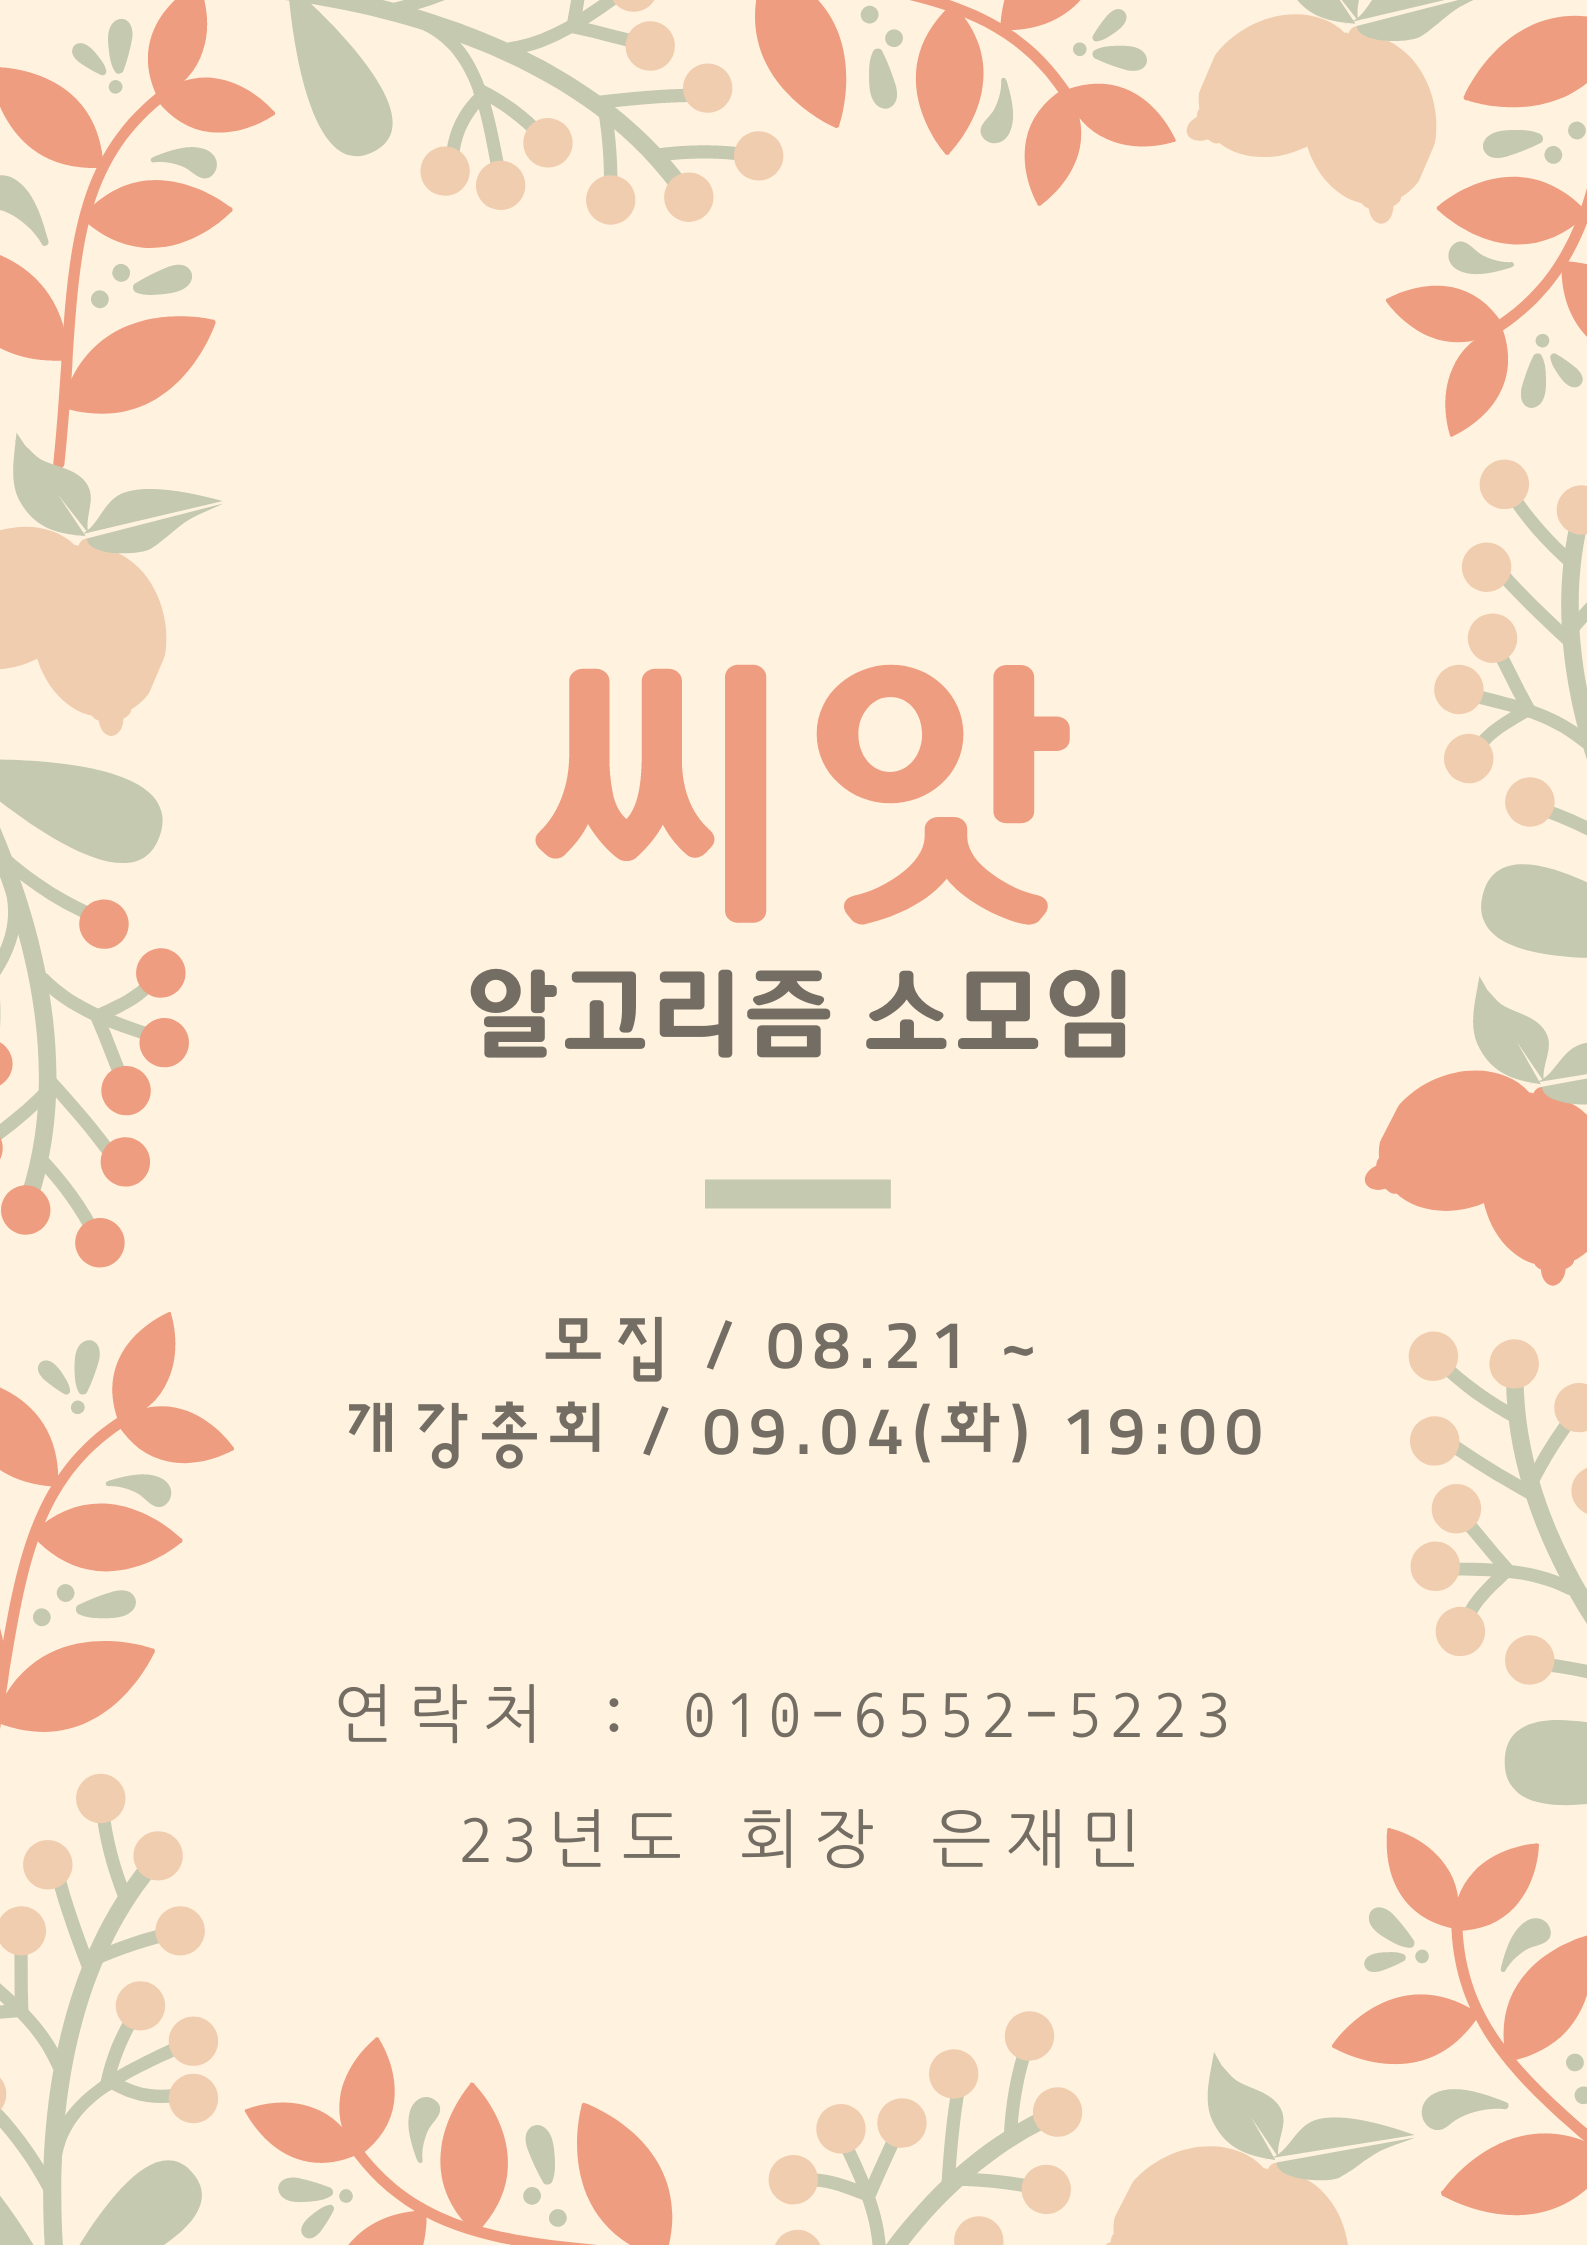 씨앗
알고리즘 소모임
모집 / 08.21 ~
개강총회 / 09.04(화) 19:00
연락처 : 010-6552-5223
23년도 회장 은재민